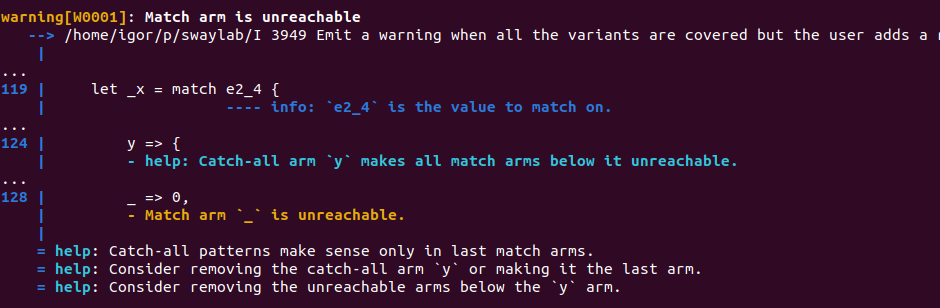 warning[W0001]: Match arm is unreachable
--> /home/igor/p/swaylab/I 3949 Emit a warning when all the variants are covered but the user adds a
|
...
119 | let _x = match e2_4 {
| ---- info: `e2_4` is the value to match on.
...
124 | y => {
| - help: Catch-all arm `y` makes all match arms below it unreachable.
...
128 | _ => 0,
| - Match arm `_` is unreachable.
|
= help: Catch-all patterns make sense only in last match arms.
= help: Consider removing the catch-all arm `y` or making it the last arm.
= help: Consider removing the unreachable arms below the `y` arm.